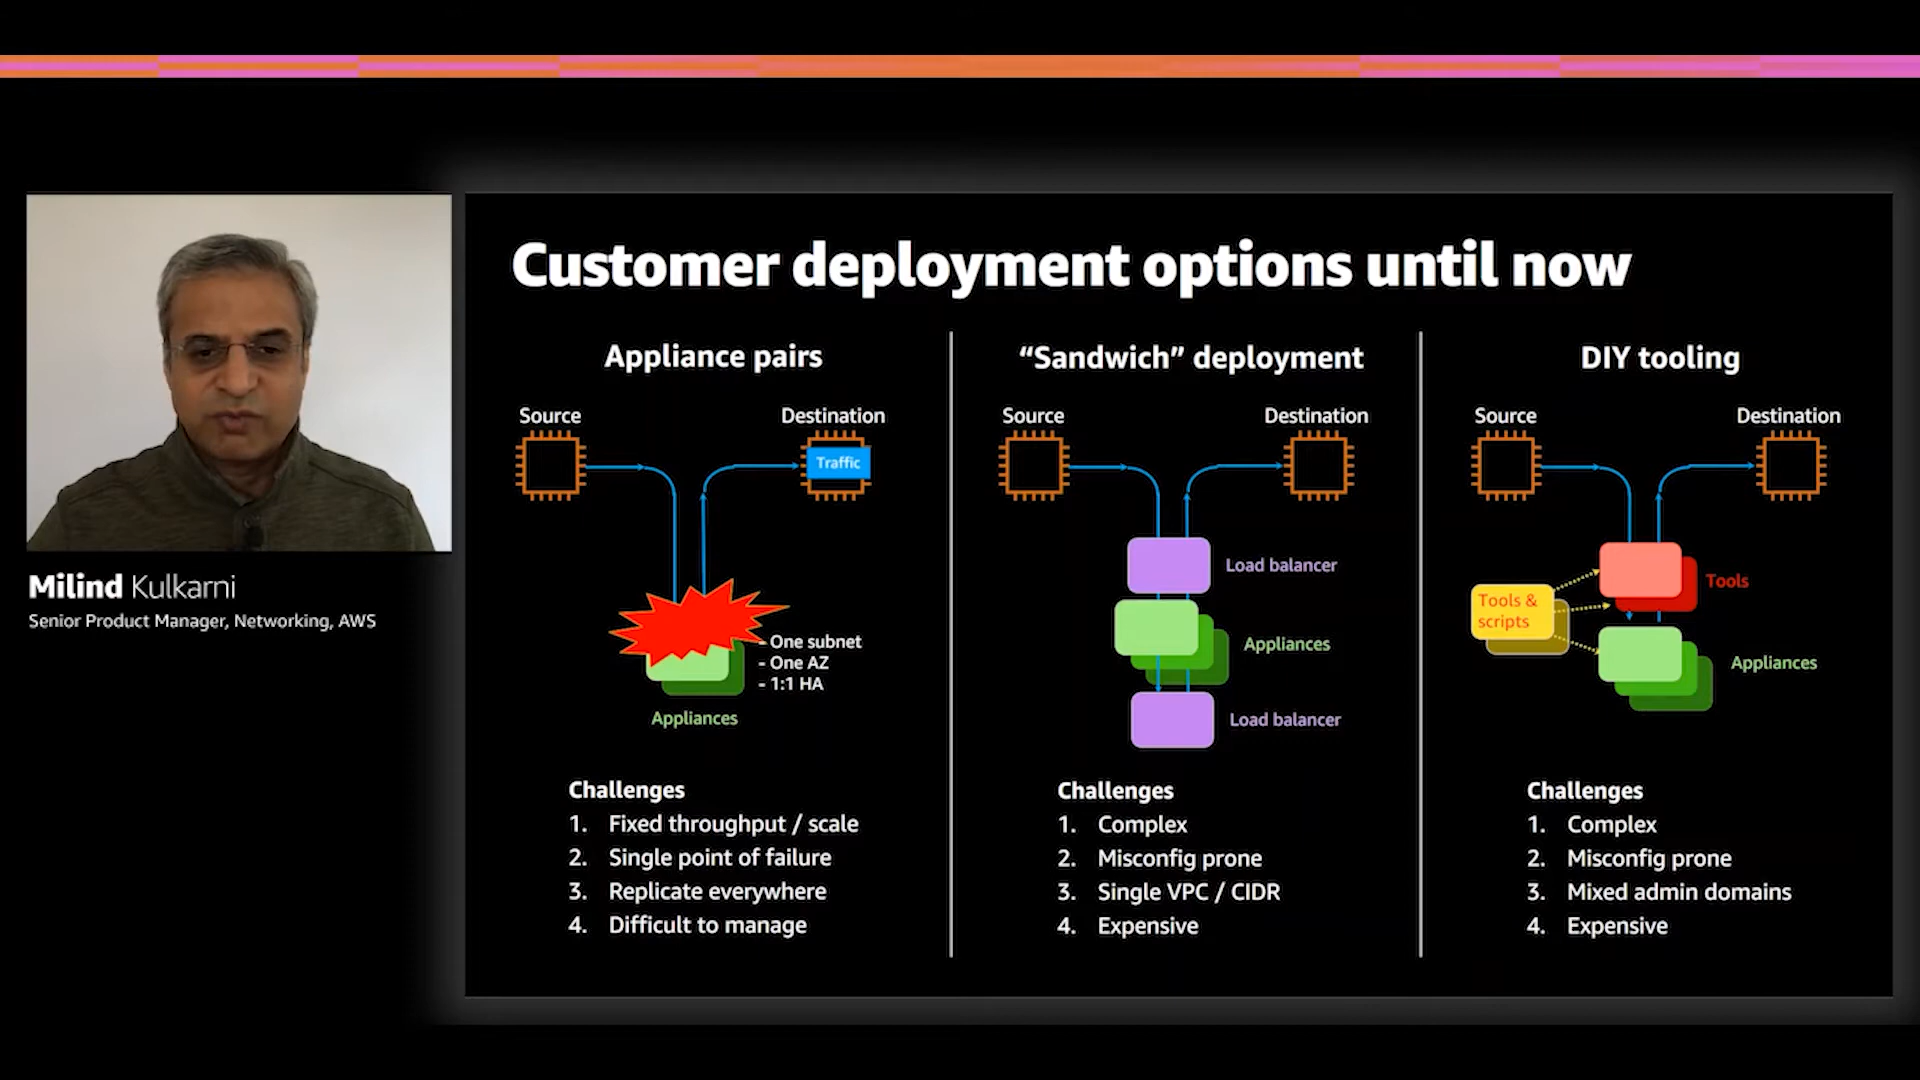 Customer deployment options until now
Appliance pairs
Source
Destination
Traffic
- One subnet
- One AZ
- 1:1 HA
Appliances
Challenges
1. Fixed throughput / scale
2. Single point of failure
3. Replicate everywhere
4. Difficult to manage
“Sandwich” deployment
Source
Destination
Load balancer
Appliances
Load balancer
Challenges
1. Complex
2. Misconfig prone
3. Single VPC / CIDR
4. Expensive
DIY tooling
Source
Destination
Tools &
scripts
Tools
Appliances
Challenges
1. Complex
2. Misconfig prone
3. Mixed admin domains
4. Expensive
Milind Kulkarni
Senior Product Manager, Networking, AWS